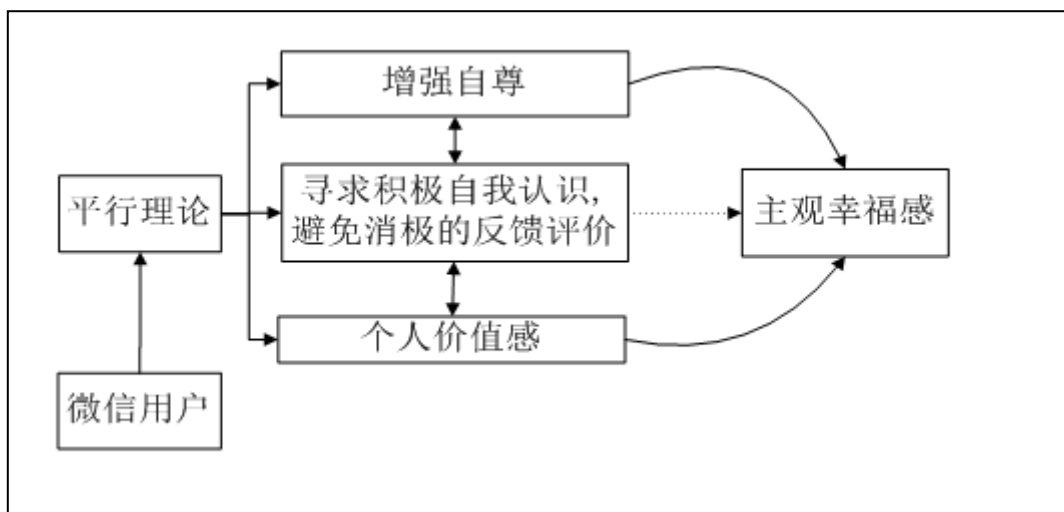 增强自尊
平行理论
寻求积极自我认识,
避免消极的反馈评价
主观幸福感
个人价值感
微信用户